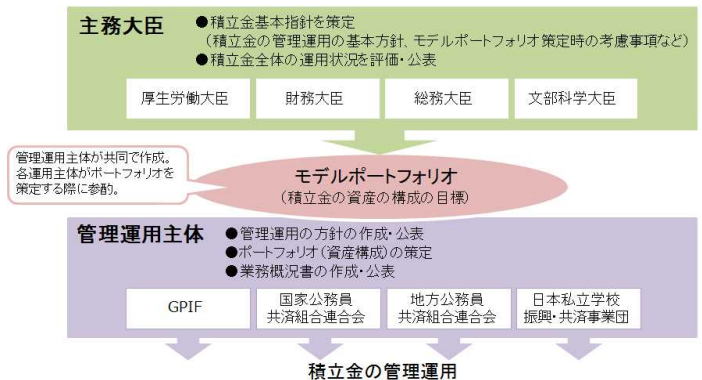 主務大臣
●積立金基本指針を策定
(積立金の管理運用の基本方針、モデルポートフォリオ策定時の考慮事項など)
●積立金全体の運用状況を評価・公表
厚生労働大臣
財務大臣
総務大臣
文部科学大臣
管理運用主体が共同で作成。
各運用主体がポートフォリオを
策定する際に参酌。
モデルポートフォリオ
(積立金の資産の構成の目標)
管理運用主体
●管理運用の方針の作成・公表
●ポートフォリオ(資産構成)の策定
●業務概況書の作成・公表
GPIF
国家公務員
共済組合連合会
地方公務員
共済組合連合会
日本私立学校
振興・共済事業団
積立金の管理運用